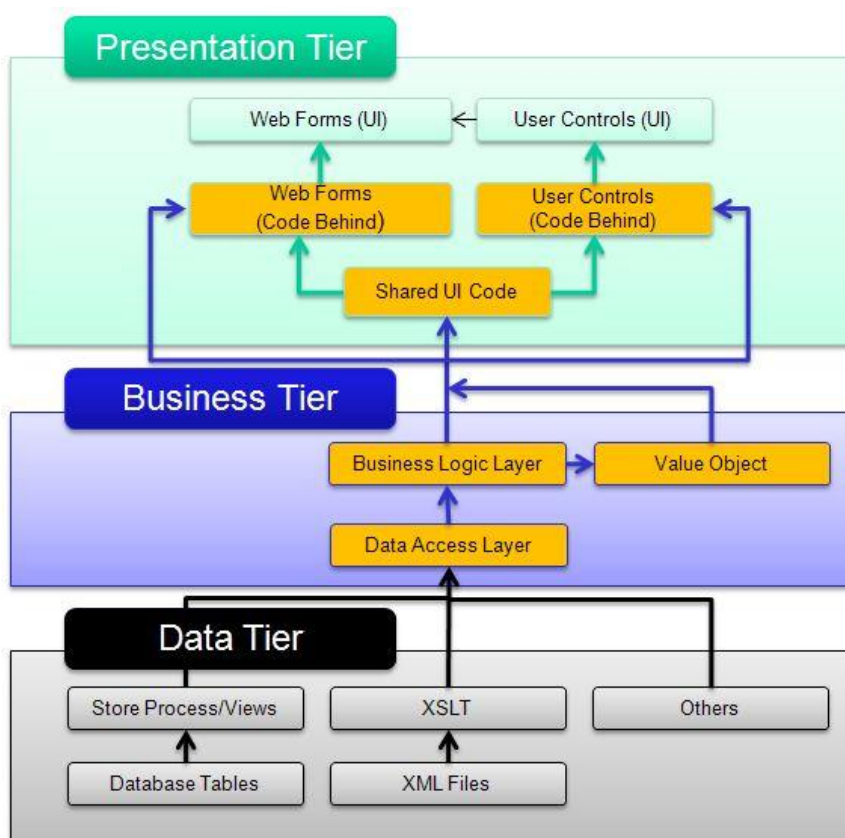 Presentation Tier
Web Forms (UI)
User Controls (UI)
Web Forms
(Code Behind)
User Controls
(Code Behind)
Shared UI Code
Business Tier
Business Logic Layer
Value Object
Data Access Layer
Data Tier
Store Process/Views
XSLT
Others
Database Tables
XML Files